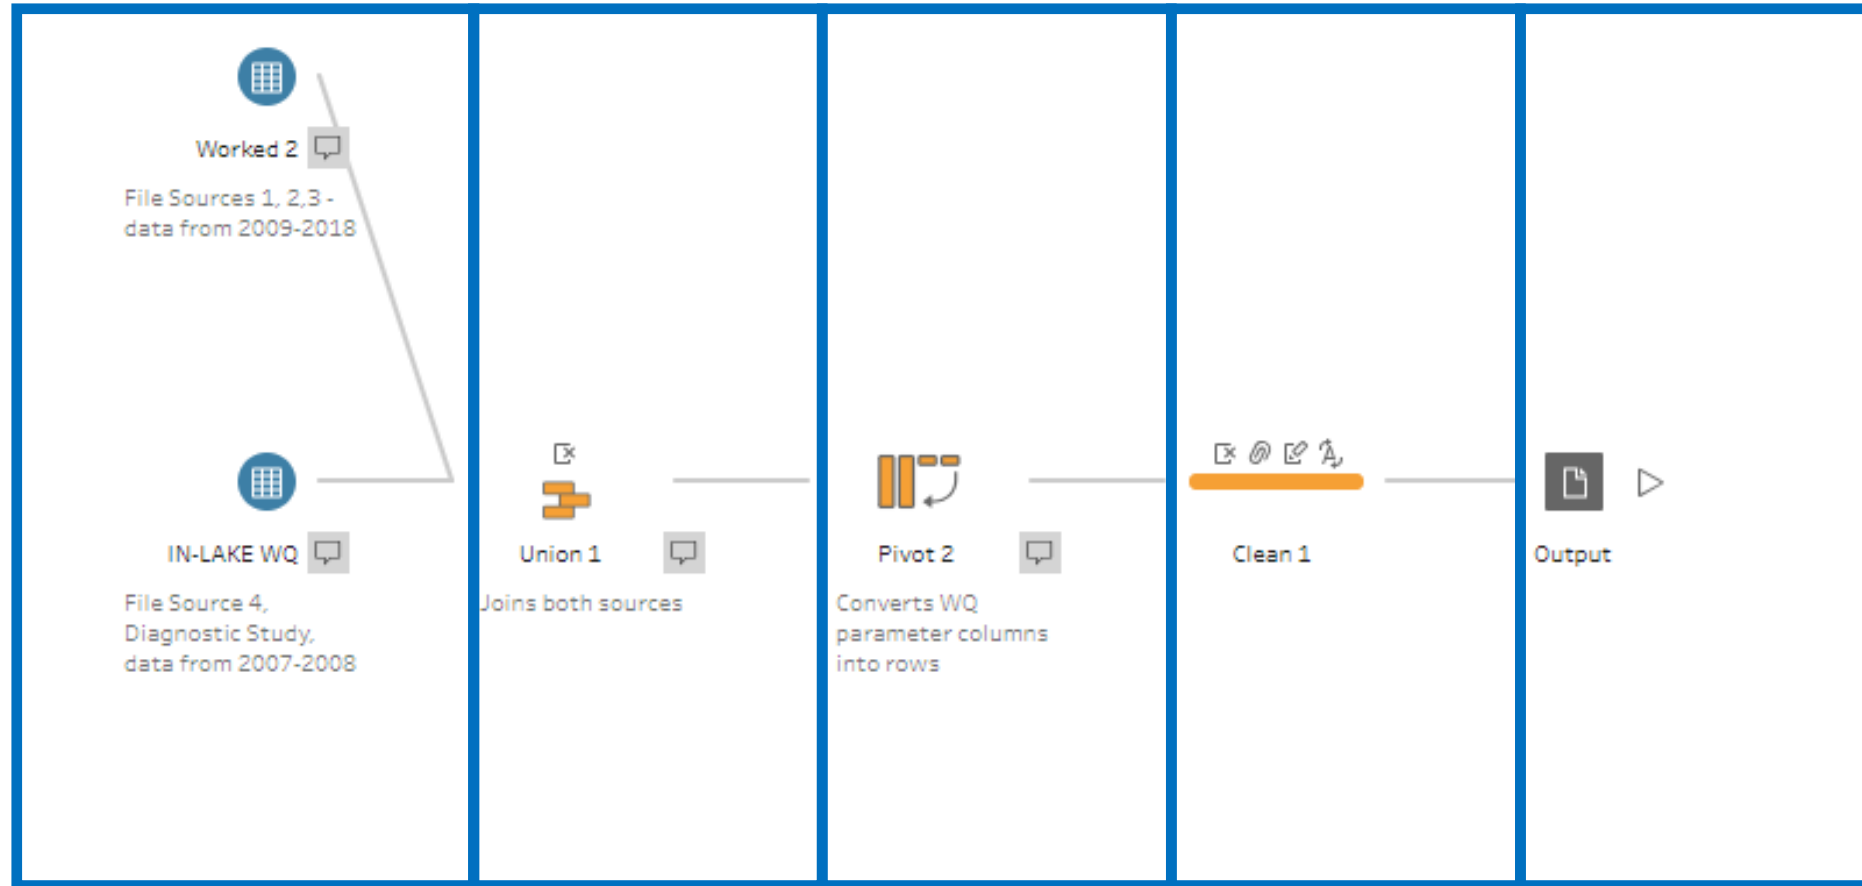 Worked 2
File Sources 1, 2,3 -
data from 2009-2018
IN-LAKE WQ
File Source 4,
Diagnostic Study,
data from 2007-2008
Union 1
Joins both sources
Pivot 2
Converts WQ
parameter columns
into rows
Clean 1
Output